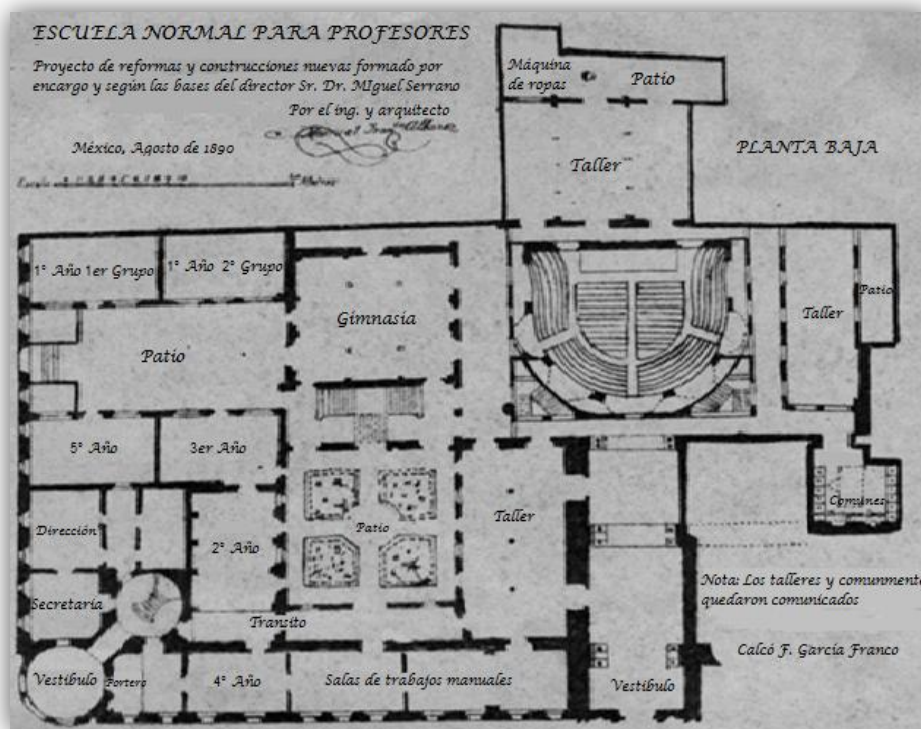 ESCUELA NORMAL PARA PROFESORES
Proyecto de reformas y construcciones nuevas formado por
encargo y según las bases del director Sr. Dr. MIguel Serrano
Por el ing. y arquitecto
México, Agosto de 1890
Máquina
de ropas
Patio
Taller
PLANTA BAJA
1° Año 1er Grupo
1° Año 2° Grupo
Gimnasia
Taller
Patio
Patio
5° Año
3er Año
Comunes
Dirección
2° Año
Patio
Taller
Secretaría
Transito
Nota: Los talleres y comunmente
quedaron comunicados
Calcó F. García Franco
Vestíbulo
Portero
4° Año
Salas de trabajos manuales
Vestíbulo